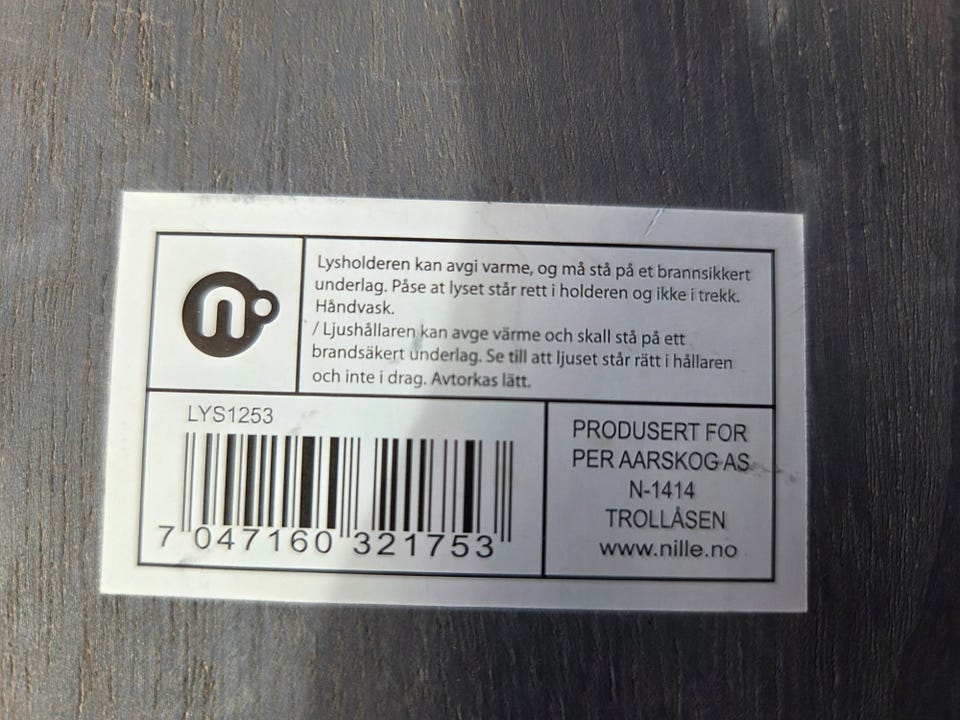 n
Lysholderen kan avgi varme, og må stå på et brannsikkert
underlag. Påse at lyset står rett i holderen og ikke i trekk.
Håndvask.
/ Ljushållaren kan avge värme och skall stå på ett
brandsäkert underlag. Se till att ljuset står rätt i hållaren
och inte i drag. Avtorkas lätt.
LYS1253
7 047160 321753
PRODUSERT FOR
PER AARSKOG AS
N-1414
TROLLÅSEN
www.nille.no